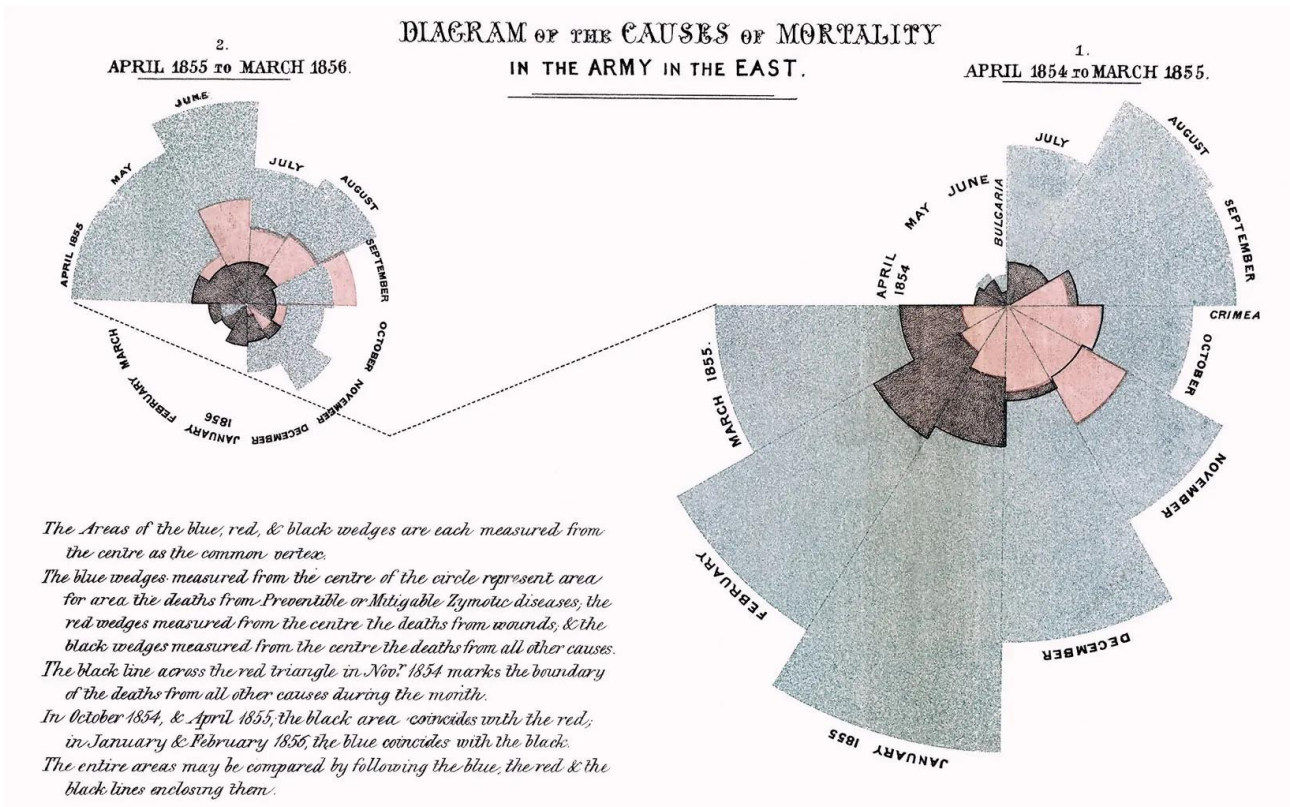 DIAGRAM OF THE CAUSES OF MORTALITY
IN THE ARMY IN THE EAST.
2.
APRIL 1855 TO MARCH 1856.
1.
APRIL 1854 TO MARCH 1855.
JUNE
JULY
MAY
AUGUST
APRIL 1855
SEPTEMBER
OCTOBER
NOVEMBER
DECEMBER
JANUARY
1856
FEBRUARY
MARCH
APRIL
1854
MAY
JUNE
JULY
BULGARIA
AUGUST
SEPTEMBER
CRIMEA
OCTOBER
NOVEMBER
DECEMBER
JANUARY 1855
FEBRUARY
MARCH 1855.
The Areas of the blue, red, & black wedges are each measured from
the centre as the common vertex.
The blue wedges measured from the centre of the circle represent area
for area the deaths from Preventible or Mitigable Zymotic diseases; the
red wedges measured from the centre the deaths from wounds; & the
black wedges measured from the centre the deaths from all other causes.
The black line across the red triangle in Novr. 1854 marks the boundary
of the deaths from all other causes during the month.
In October 1854, & April 1855, the black area coincides with the red;
in January & February 1856, the blue coincides with the black.
The entire areas may be compared by following the blue, the red & the
black lines enclosing them.